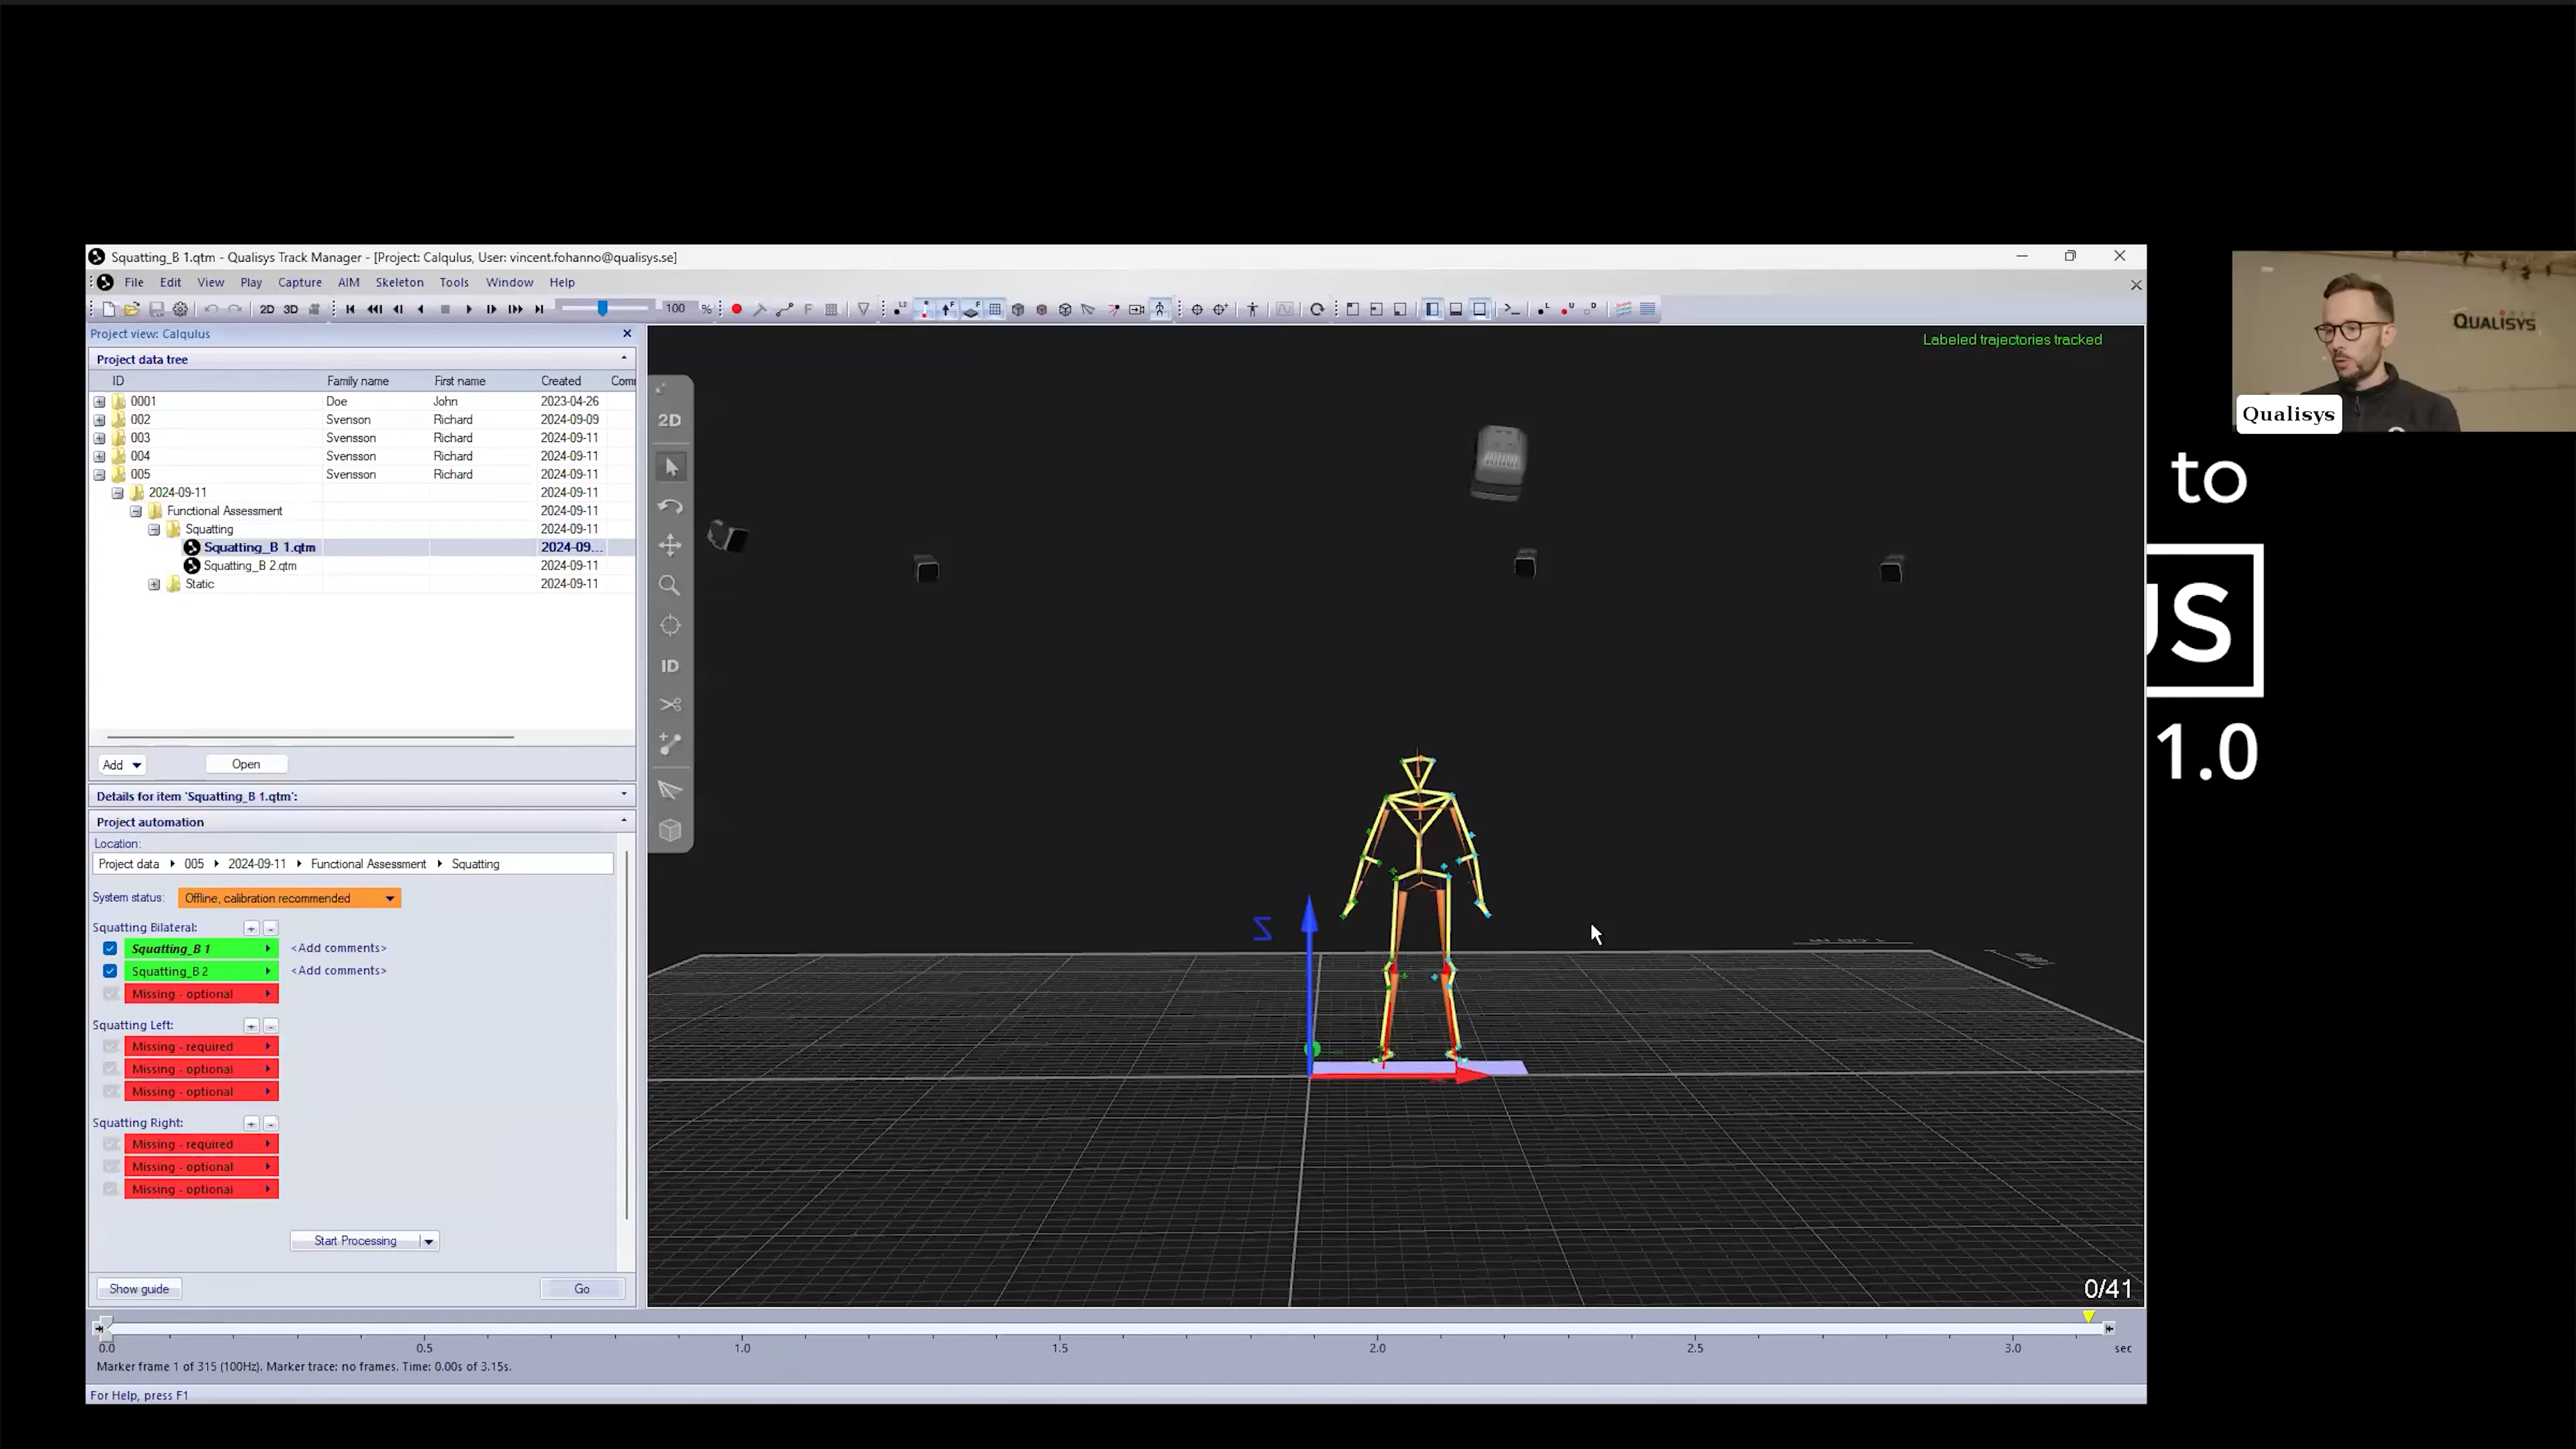 Squatting_B 1.qtm - Qualisys Track Manager - [Project: Calqulus, User: vincent.fohanno@qualisys.se]
File Edit View Play Capture AIM Skeleton Tools Window Help
2D 3D 100 %
Project view: Calqulus
Project data tree
ID Family name First name Created Com
0001 Doe John 2023-04-26
002 Svenson Richard 2024-09-09
003 Svensson Richard 2024-09-11
004 Svensson Richard 2024-09-11
005 Svensson Richard 2024-09-11
2024-09-11 2024-09-11
Functional Assessment 2024-09-11
Squatting 2024-09-11
Squatting_B 1.qtm 2024-09...
Squatting_B 2.qtm 2024-09-11
Static 2024-09-11
Add Open
Details for item 'Squatting_B 1.qtm':
Project automation
Location:
Project data 005 2024-09-11 Functional Assessment Squatting
System status: Offline, calibration recommended
Squatting Bilateral:
Squatting_B 1 <Add comments>
Squatting_B 2 <Add comments>
Missing - optional
Squatting Left:
Missing - required
Missing - optional
Missing - optional
Squatting Right:
Missing - required
Missing - optional
Missing - optional
Start Processing
Show guide Go
2D
ID
Labeled trajectories tracked
Z
0/41
0.0 0.5 1.0 1.5 2.0 2.5 3.0 sec
Marker frame 1 of 315 (100Hz). Marker trace: no frames. Time: 0.00s of 3.15s.
For Help, press F1
QUALISYS
Qualisys
to
US
1.0